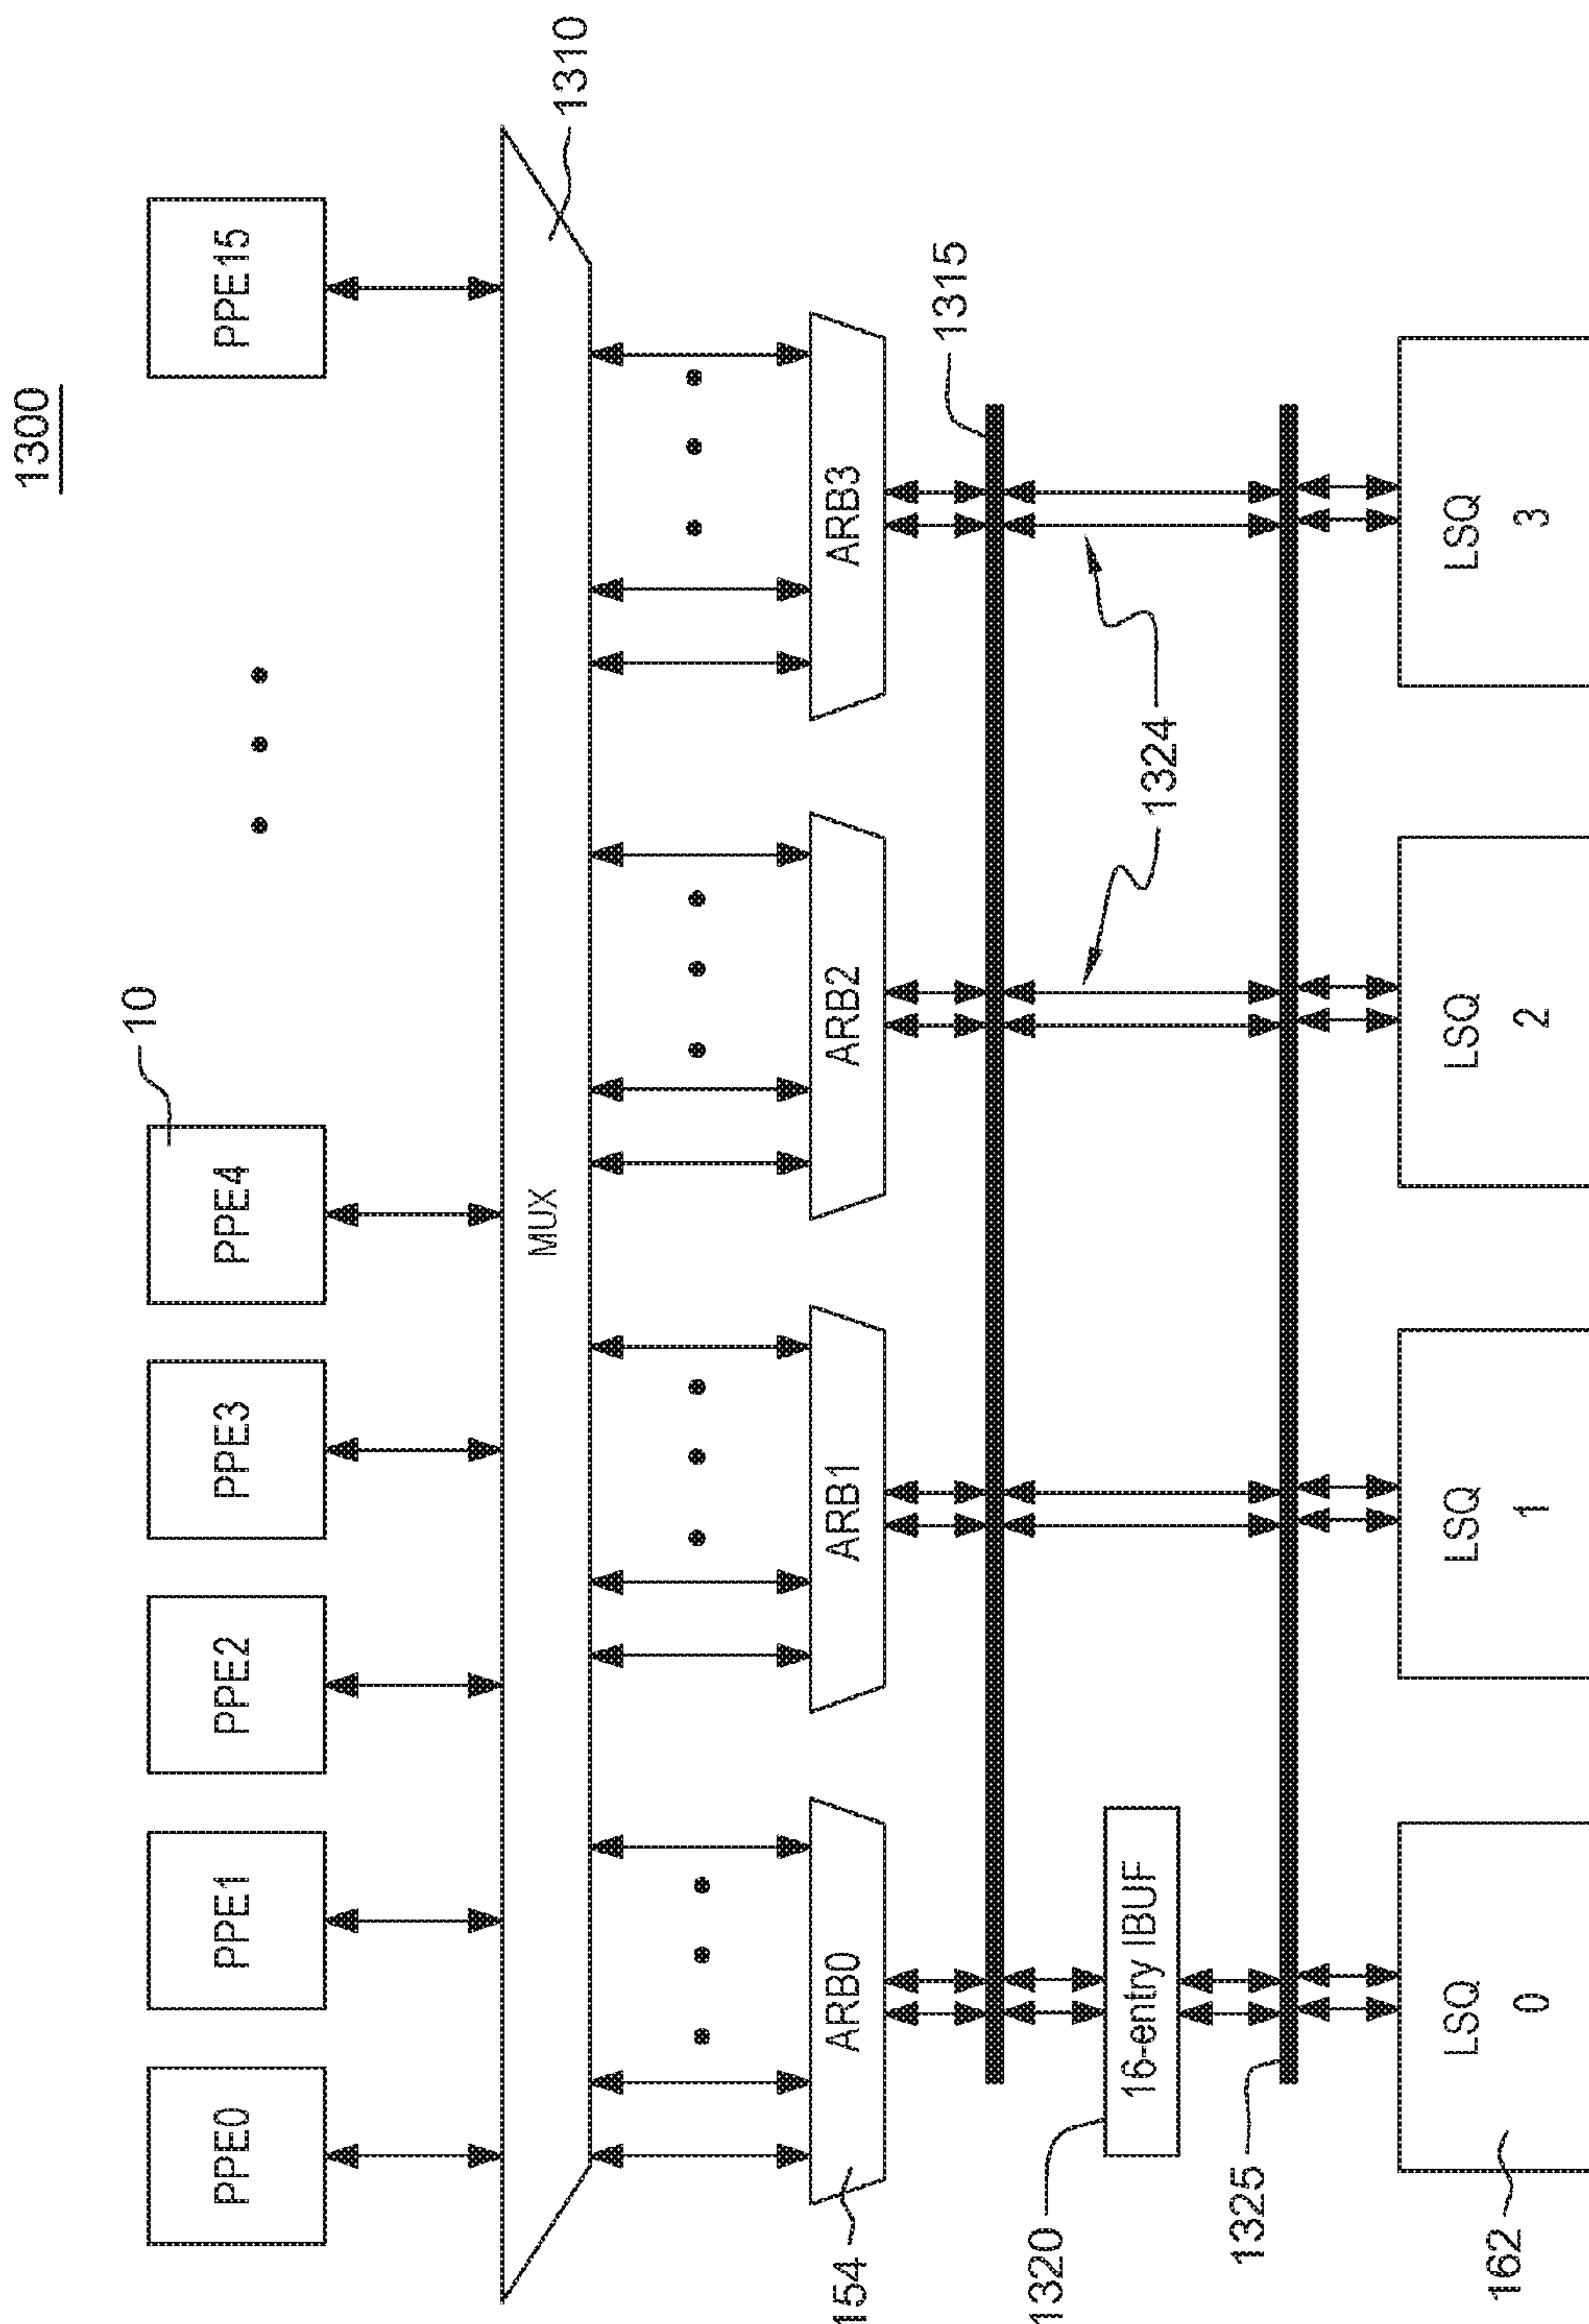 1300
10
PPE0
PPE1
PPE2
PPE3
PPE4
PPE15
MUX
1310
154
ARB0
ARB1
ARB2
ARB3
1315
1320
16-entry IBUF
1324
1325
162
LSQ
0
LSQ
1
LSQ
2
LSQ
3